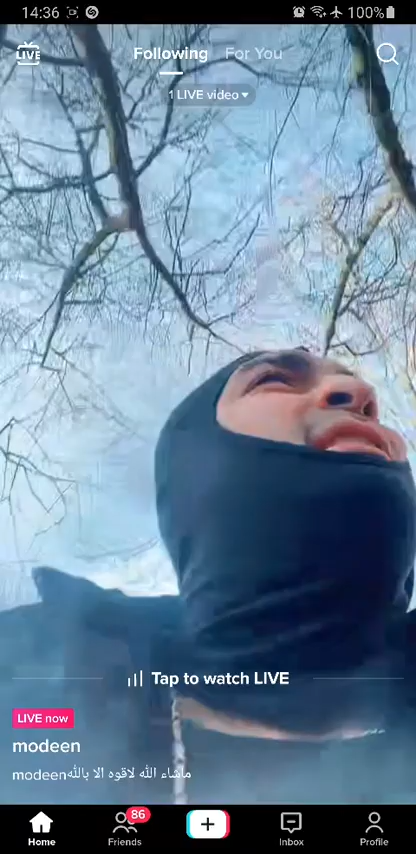 14:36 100%
LIVE Following For You
1 LIVE video
Tap to watch LIVE
LIVE now
modeen
modeenماشاء الله لاقوه الا بالله
86
Home Friends Inbox Profile